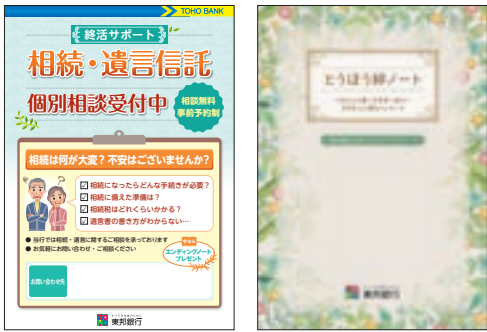 TOHO BANK
終活サポート
相続・遺言信託
個別相談受付中
相談無料
事前予約制
相続は何が大変？不安はございませんか？
相続になったらどんな手続きが必要？
相続に備えた準備は？
相続税はどれくらいかかる？
遺言書の書き方がわからない…
● 当行では相続・遺言に関するご相談を承っております
● お気軽にお問い合わせ・ご相談ください
今なら
エンディングノート
プレゼント
お問い合わせ先
東邦銀行
とうほう絆ノート
東邦銀行